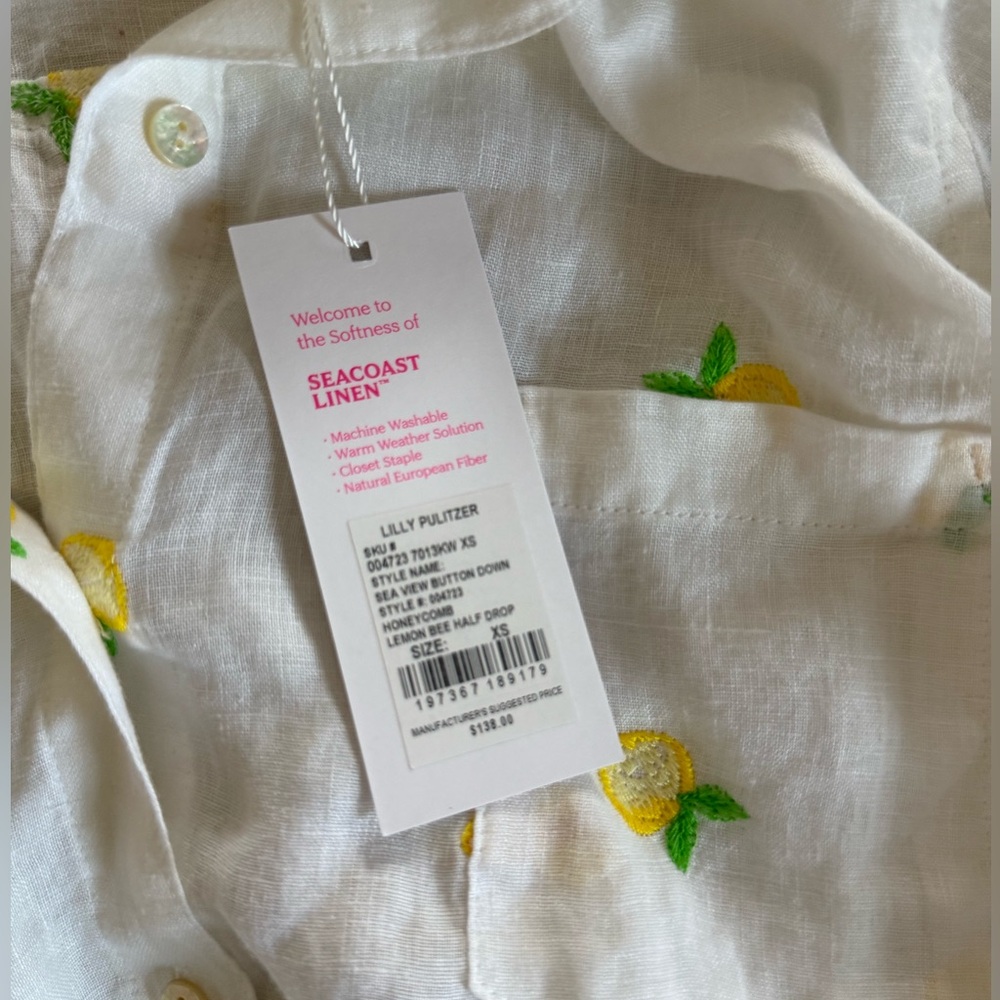 Welcome to
the Softness of
SEACOAST
LINEN™
· Machine Washable
· Warm Weather Solution
· Closet Staple
· Natural European Fiber
LILLY PULITZER
SKU #
004723 7013KW XS
STYLE NAME:
SEA VIEW BUTTON DOWN
STYLE #: 004723
HONEYCOMB
LEMON BEE HALF DROP
SIZE: XS
197367 189179
MANUFACTURER'S SUGGESTED PRICE
$138.00